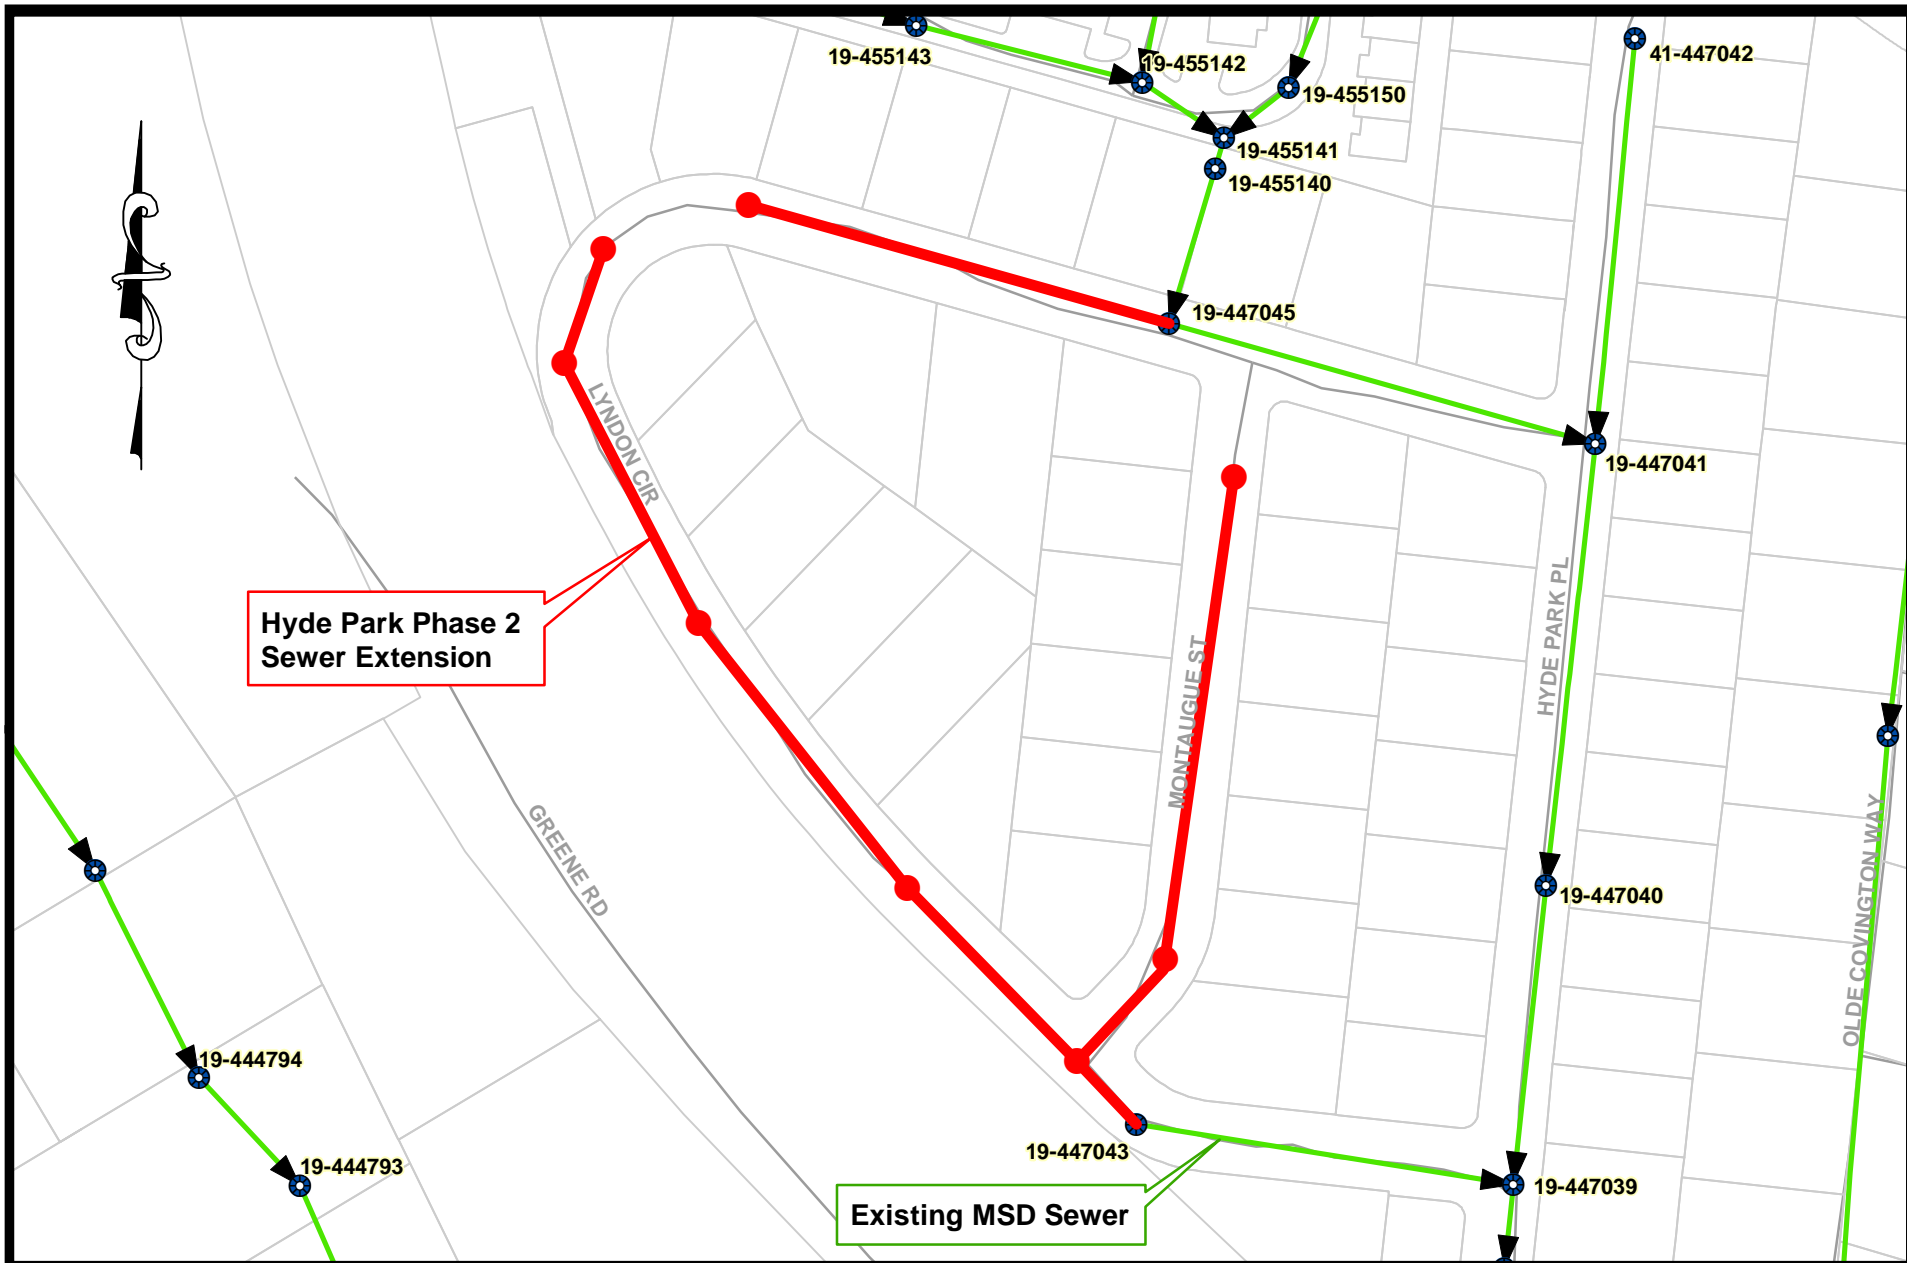 19-455143
19-455142
41-447042
19-455150
19-455141
19-455140
19-447045
LYNDON CIR
19-447041
Hyde Park Phase 2
Sewer Extension
HYDE PARK PL
MONTAUGUE ST
GREENE RD
19-447040
OLDE COVINGTON WAY
19-444794
19-447043
19-444793
19-447039
Existing MSD Sewer